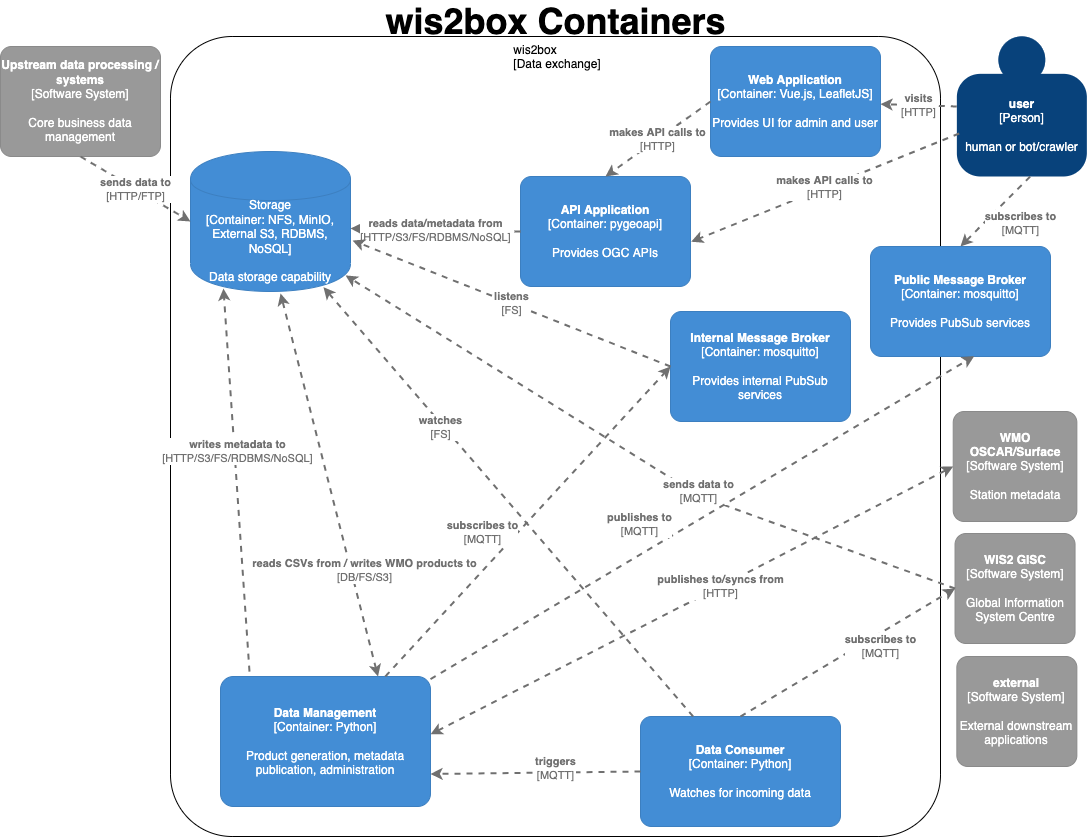 wis2box Containers
wis2box
[Data exchange]
Upstream data processing /
systems
[Software System]
Core business data
management
Web Application
[Container: Vue.js, LeafletJS]
Provides UI for admin and user
visits
[HTTP]
user
[Person]
human or bot/crawler
makes API calls to
[HTTP]
makes API calls to
[HTTP]
sends data to
[HTTP/FTP]
Storage
[Container: NFS, MinIO,
External S3, RDBMS,
NoSQL]
Data storage capability
reads data/metadata from
[HTTP/S3/FS/RDBMS/NoSQL]
API Application
[Container: pygeoapi]
Provides OGC APIs
subscribes to
[MQTT]
Public Message Broker
[Container: mosquitto]
Provides PubSub services
listens
[FS]
Internal Message Broker
[Container: mosquitto]
Provides internal PubSub
services
watches
[FS]
writes metadata to
[HTTP/S3/FS/RDBMS/NoSQL]
WMO
OSCAR/Surface
[Software System]
Station metadata
sends data to
[MQTT]
subscribes to
[MQTT]
publishes to
[MQTT]
reads CSVs from / writes WMO products to
[DB/FS/S3]
publishes to/syncs from
[HTTP]
WIS2 GISC
[Software System]
Global Information
System Centre
subscribes to
[MQTT]
external
[Software System]
External downstream
applications
Data Management
[Container: Python]
Product generation, metadata
publication, administration
triggers
[MQTT]
Data Consumer
[Container: Python]
Watches for incoming data